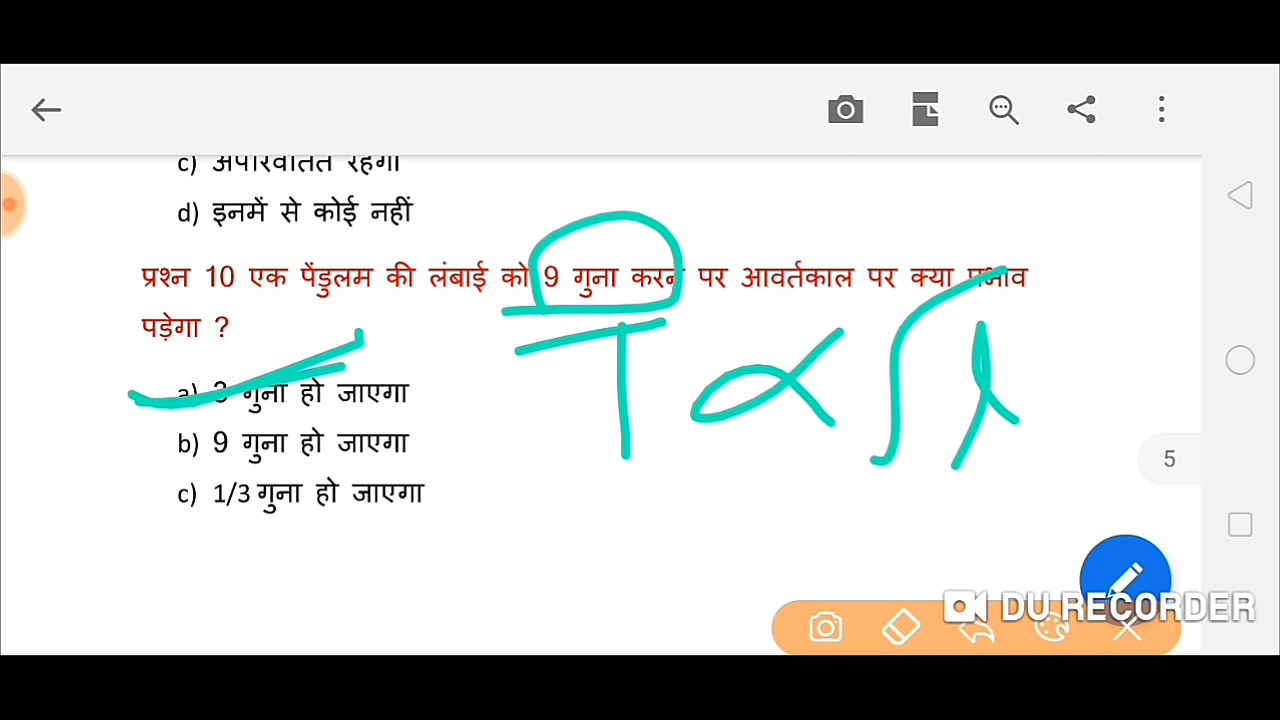 c) अपरिवर्तित रहेगा
d) इनमें से कोई नहीं
प्रश्न 10 एक पेंडुलम की लंबाई को 9 गुना करने पर आवर्तकाल पर क्या प्रभाव
पड़ेगा ?
a) 3 गुना हो जाएगा
b) 9 गुना हो जाएगा
c) 1/3 गुना हो जाएगा
T ∝ √l
5
DU RECORDER